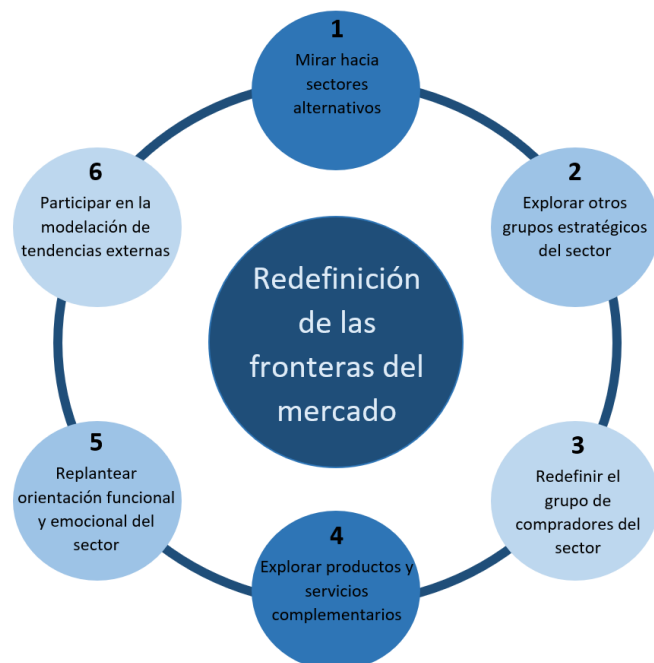 1
Mirar hacia
sectores
alternativos
2
Explorar otros
grupos estratégicos
del sector
3
Redefinir el
grupo de
compradores del
sector
4
Explorar productos y
servicios
complementarios
5
Replantear
orientación funcional
y emocional del
sector
6
Participar en la
modelación de
tendencias externas
Redefinición
de las
fronteras del
mercado